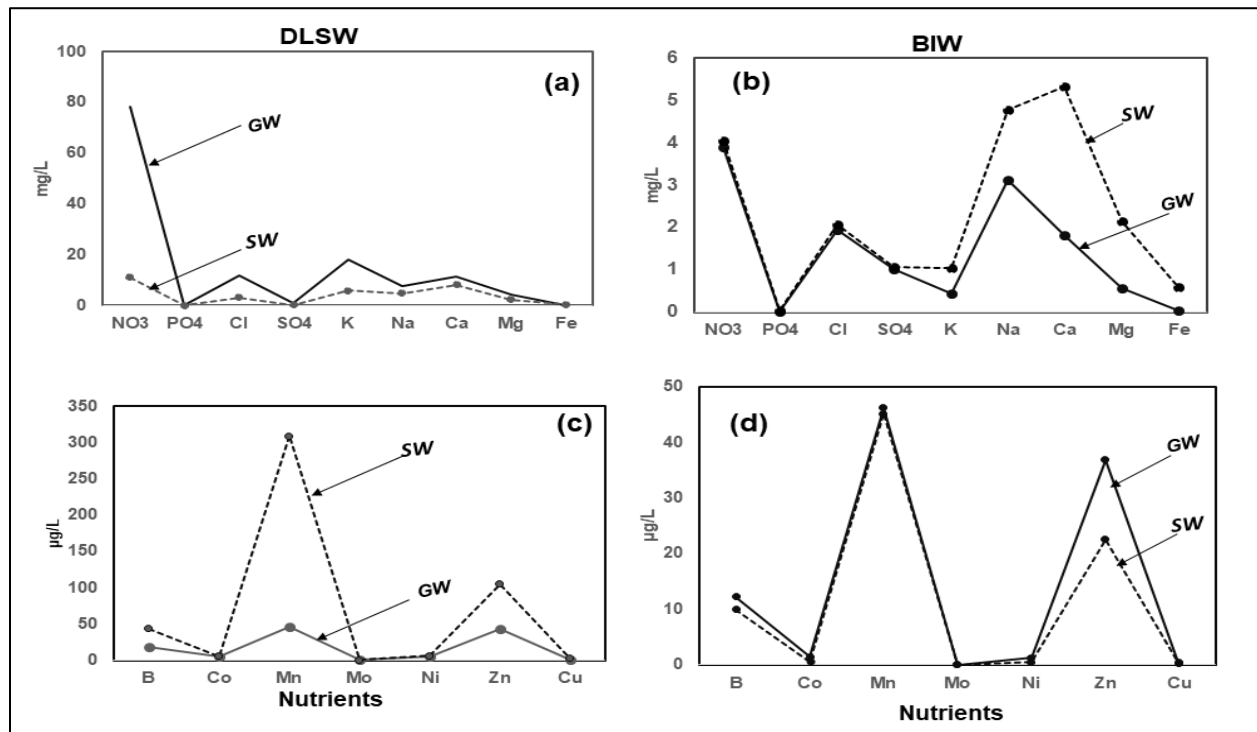 DLSW
(a)
100
80
60
40
20
0
mg/L
GW
SW
NO3 PO4 Cl SO4 K Na Ca Mg Fe
BIW
(b)
6
5
4
3
2
1
0
mg/L
SW
GW
NO3 PO4 Cl SO4 K Na Ca Mg Fe
(c)
350
300
250
200
150
100
50
0
µg/L
SW
GW
B Co Mn Mo Ni Zn Cu
Nutrients
(d)
50
40
30
20
10
0
µg/L
GW
SW
B Co Mn Mo Ni Zn Cu
Nutrients